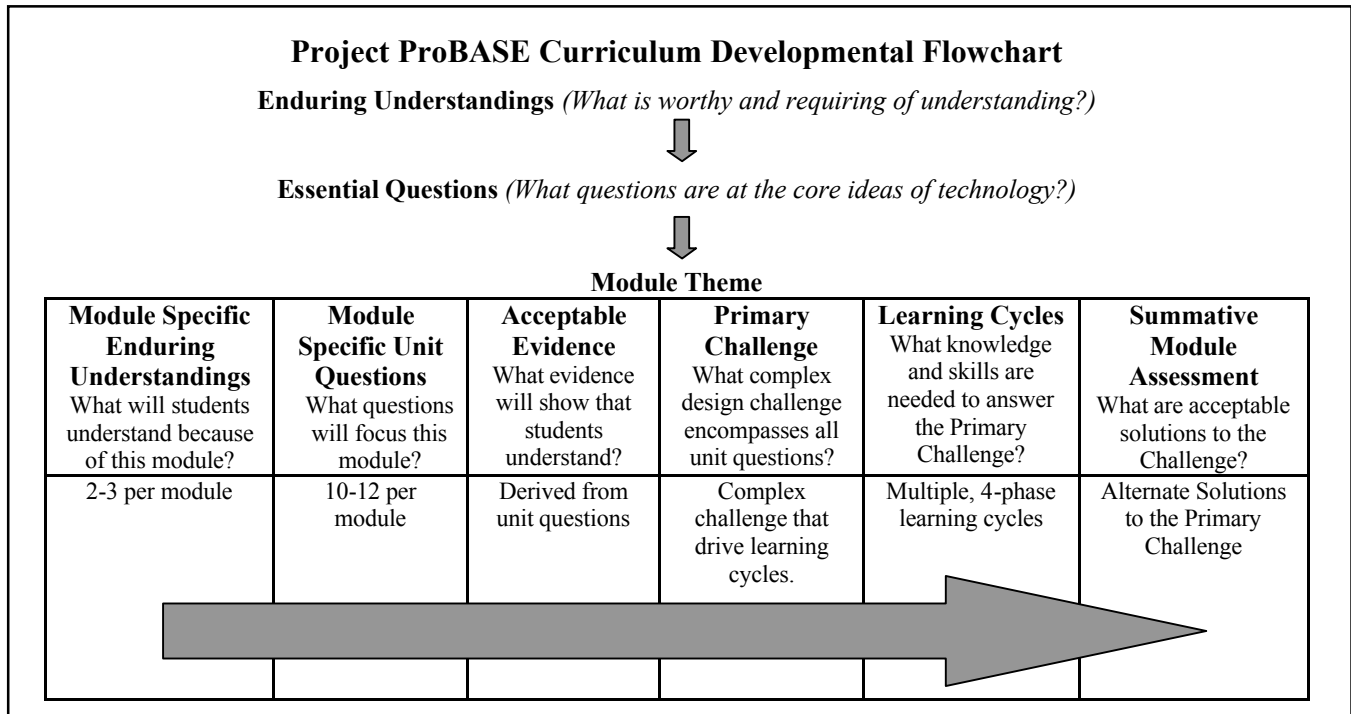 Project ProBASE Curriculum Developmental Flowchart
Enduring Understandings (What is worthy and requiring of understanding?)
Essential Questions (What questions are at the core ideas of technology?)
Module Theme
Module Specific
Enduring
Understandings
What will students
understand because
of this module?
Module
Specific Unit
Questions
What questions
will focus this
module?
Acceptable
Evidence
What evidence
will show that
students
understand?
Primary
Challenge
What complex
design challenge
encompasses all
unit questions?
Learning Cycles
What knowledge
and skills are
needed to answer
the Primary
Challenge?
Summative
Module
Assessment
What are acceptable
solutions to the
Challenge?
2-3 per module
10-12 per
module
Derived from
unit questions
Complex
challenge that
drive learning
cycles.
Multiple, 4-phase
learning cycles
Alternate Solutions
to the Primary
Challenge